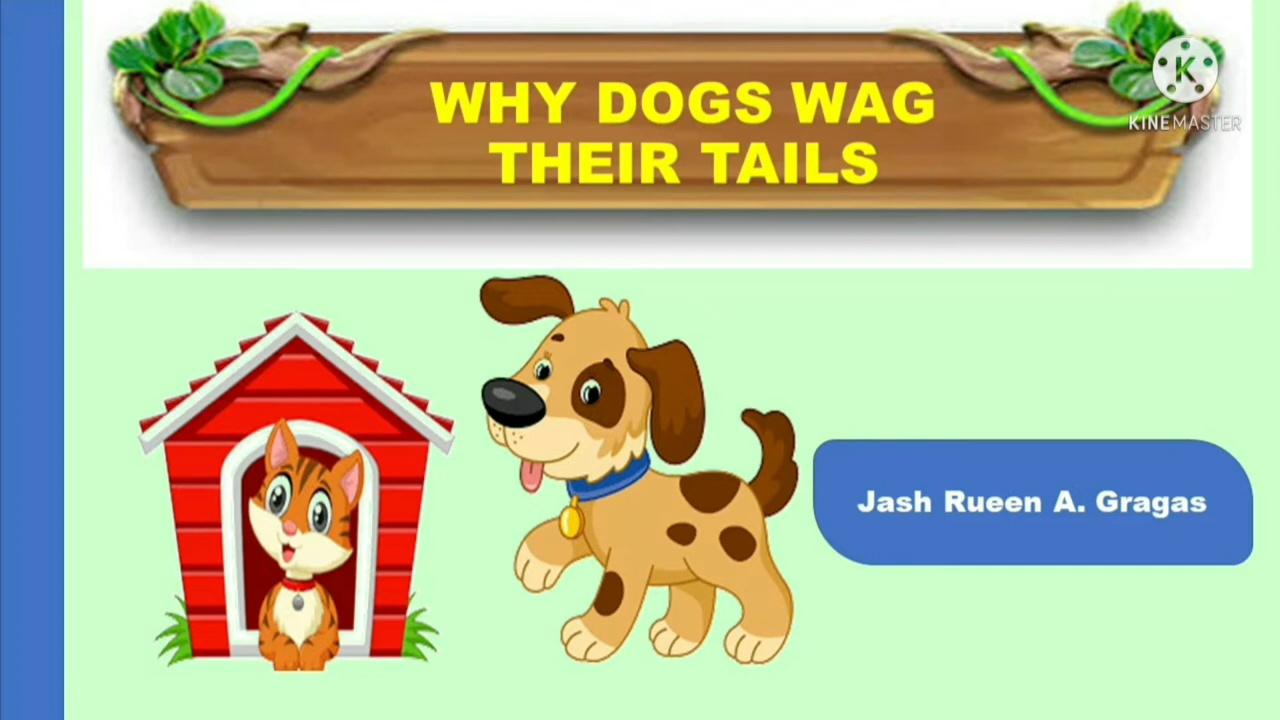 WHY DOGS WAG
THEIR TAILS
K
KINEMASTER
Jash Rueen A. Gragas